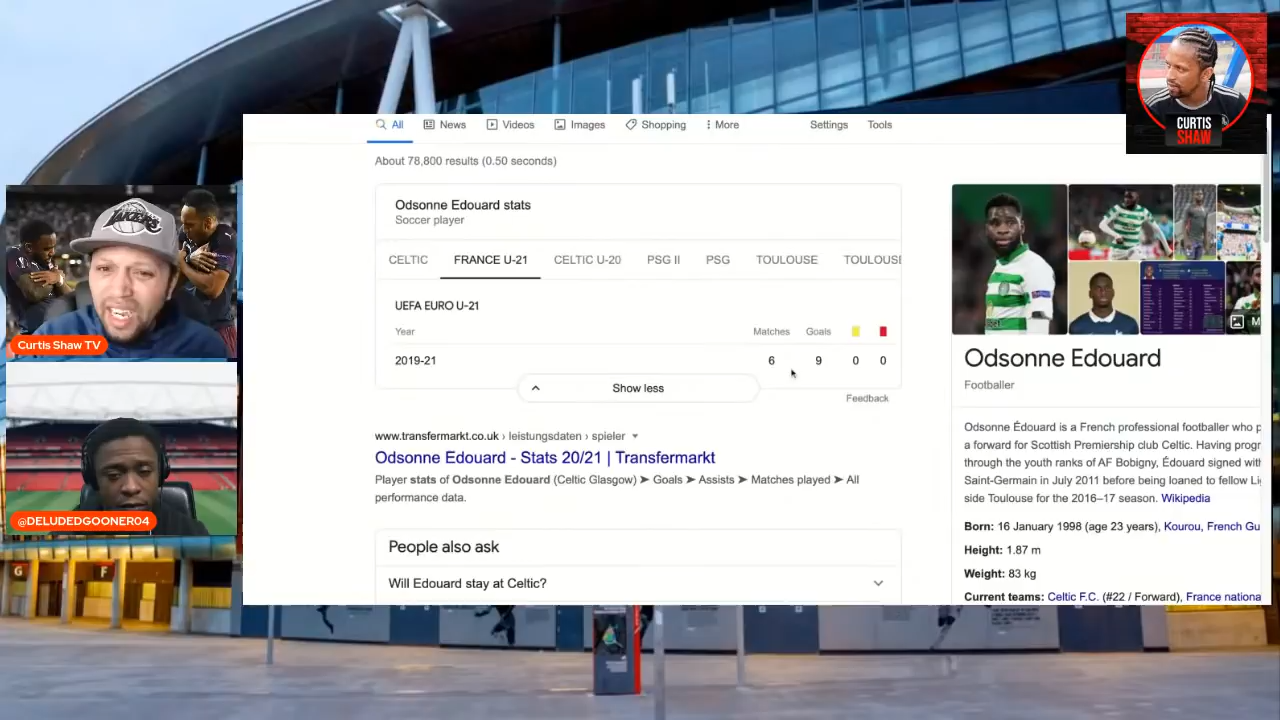 CURTIS
SHAW
All
News
Videos
Images
Shopping
More
Settings
Tools
About 78,800 results (0.50 seconds)
Odsonne Edouard stats
Soccer player
CELTIC
FRANCE U-21
CELTIC U-20
PSG II
PSG
TOULOUSE
TOULOUSI
UEFA EURO U-21
Year
Matches
Goals
2019-21
6
9
0
0
Show less
Feedback
www.transfermarkt.co.uk › leistungsdaten › spieler
Odsonne Edouard - Stats 20/21 | Transfermarkt
Player stats of Odsonne Edouard (Celtic Glasgow) ➤ Goals ➤ Assists ➤ Matches played ➤ All
performance data.
People also ask
Will Edouard stay at Celtic?
M
Odsonne Edouard
Footballer
Odsonne Édouard is a French professional footballer who p
a forward for Scottish Premiership club Celtic. Having progr
through the youth ranks of AF Bobigny, Édouard signed with
Saint-Germain in July 2011 before being loaned to fellow Li
side Toulouse for the 2016–17 season. Wikipedia
Born: 16 January 1998 (age 23 years), Kourou, French Gu
Height: 1.87 m
Weight: 83 kg
Current teams: Celtic F.C. (#22 / Forward), France nationa
LAKERS
Curtis Shaw TV
@DELUDEDGOONER04
G
F